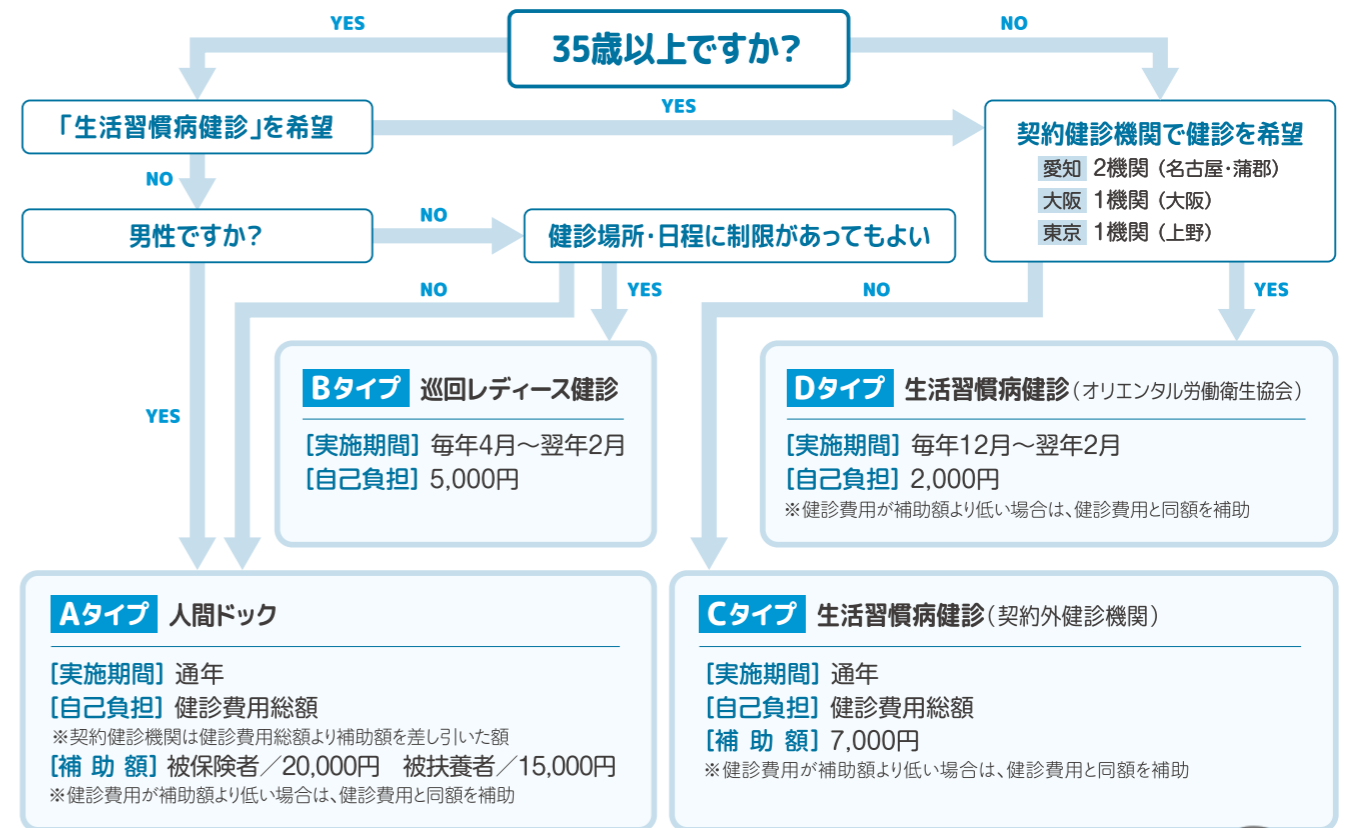 35歳以上ですか?
YES
NO
「生活習慣病健診」を希望
YES
NO
契約健診機関で健診を希望
愛知 2機関（名古屋・蒲郡）
大阪 1機関（大阪）
東京 1機関（上野）
男性ですか?
NO
YES
健診場所・日程に制限があってもよい
NO
YES
NO
YES
Bタイプ 巡回レディース健診
[実施期間] 毎年4月～翌年2月
[自己負担] 5,000円
Dタイプ 生活習慣病健診（オリエンタル労働衛生協会）
[実施期間] 毎年12月～翌年2月
[自己負担] 2,000円
※健診費用が補助額より低い場合は、健診費用と同額を補助
Aタイプ 人間ドック
[実施期間] 通年
[自己負担] 健診費用総額
※契約健診機関は健診費用総額より補助額を差し引いた額
[補 助 額] 被保険者／20,000円　被扶養者／15,000円
※健診費用が補助額より低い場合は、健診費用と同額を補助
Cタイプ 生活習慣病健診（契約外健診機関）
[実施期間] 通年
[自己負担] 健診費用総額
[補 助 額] 7,000円
※健診費用が補助額より低い場合は、健診費用と同額を補助